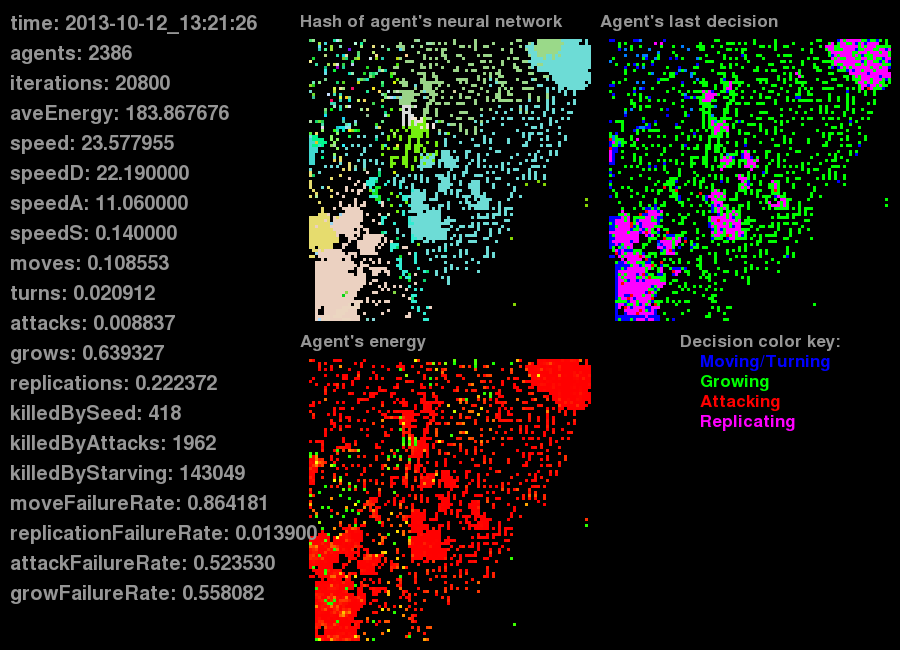 time: 2013-10-12_13:21:26
agents: 2386
iterations: 20800
aveEnergy: 183.867676
speed: 23.577955
speedD: 22.190000
speedA: 11.060000
speedS: 0.140000
moves: 0.108553
turns: 0.020912
attacks: 0.008837
grows: 0.639327
replications: 0.222372
killedBySeed: 418
killedByAttacks: 1962
killedByStarving: 143049
moveFailureRate: 0.864181
replicationFailureRate: 0.013900
attackFailureRate: 0.523530
growFailureRate: 0.558082
Hash of agent's neural network
Agent's last decision
Agent's energy
Decision color key:
Moving/Turning
Growing
Attacking
Replicating